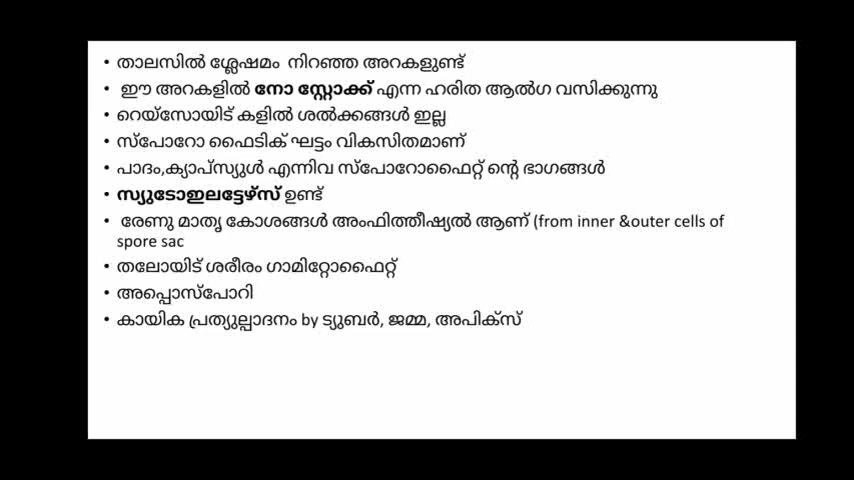 • താലസിൽ ശ്ലേഷമം നിറഞ്ഞ അറകളുണ്ട്
• ഈ അറകളിൽ നോ സ്റ്റോക്ക് എന്ന ഹരിത ആൽഗ വസിക്കുന്നു
• റെയ്സോയിട് കളിൽ ശൽക്കങ്ങൾ ഇല്ല
• സ്പോറോ ഫൈടിക് ഘട്ടം വികസിതമാണ്
• പാദം,ക്യാപ്സ്യുൾ എന്നിവ സ്പോറോഫൈറ്റ് ന്റെ ഭാഗങ്ങൾ
• സ്യുടോഇലട്ടേഴ്സ് ഉണ്ട്
• രേണു മാതൃ കോശങ്ങൾ അംഫിത്തീഷ്യൽ ആണ് (from inner &outer cells of
spore sac
• തലോയിട് ശരീരം ഗാമിറ്റോഫൈറ്റ്
• അപ്പൊസ്പോറി
• കായിക പ്രത്യുല്പാദനം by ട്യുബർ, ജമ്മ, അപിക്സ്